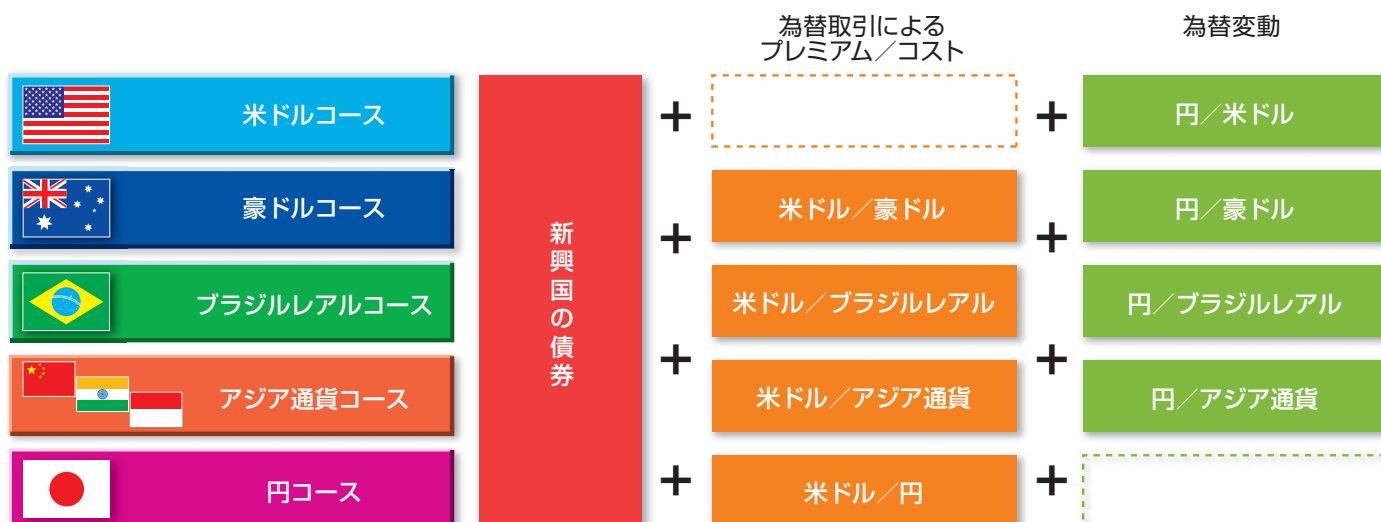 為替取引による
プレミアム／コスト
為替変動
米ドルコース
新興国の債券
+
+
円／米ドル
豪ドルコース
+
米ドル／豪ドル
+
円／豪ドル
ブラジルレアルコース
米ドル／ブラジルレアル
円／ブラジルレアル
アジア通貨コース
+
米ドル／アジア通貨
+
円／アジア通貨
円コース
+
米ドル／円
+